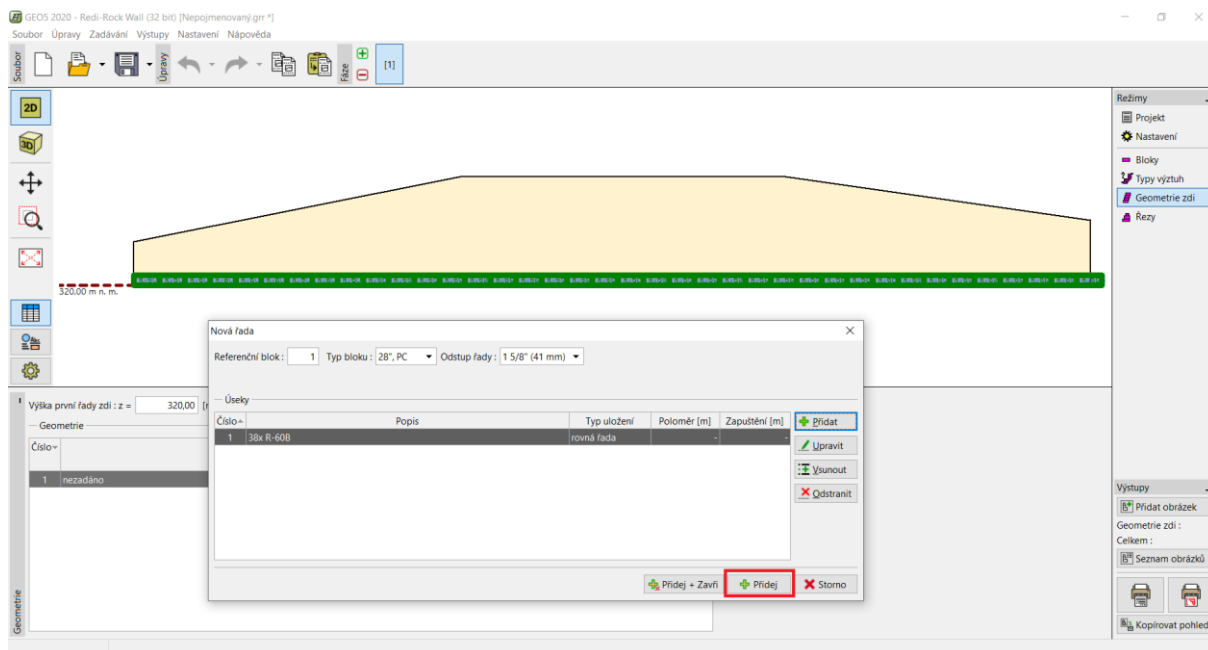 GEO5 2020 - Redi-Rock Wall (32 bit) [Nepojmenovaný.grr *]
Soubor Úpravy Zadávání Výstupy Nastavení Nápověda
Soubor
Úpravy
Fáze
[1]
2D
3D
320.00 m n. m.
Režimy
Projekt
Nastavení
Bloky
Typy výztuh
Geometrie zdi
Řezy
Nová řada
Referenční blok : 1 Typ bloku : 28", PC Odstup řady : 1 5/8" (41 mm)
Úseky
Číslo Popis Typ uložení Poloměr [m] Zapuštění [m]
1 38x R-60B rovná řada - -
Přidat
Upravit
Vsunout
Odstranit
Přidej + Zavři Přidej Storno
Výška první řady zdi : z = 320,00
Geometrie
Číslo
1 nezadáno
Geometrie
Výstupy
Přidat obrázek
Geometrie zdi :
Celkem :
Seznam obrázků
Kopírovat pohled